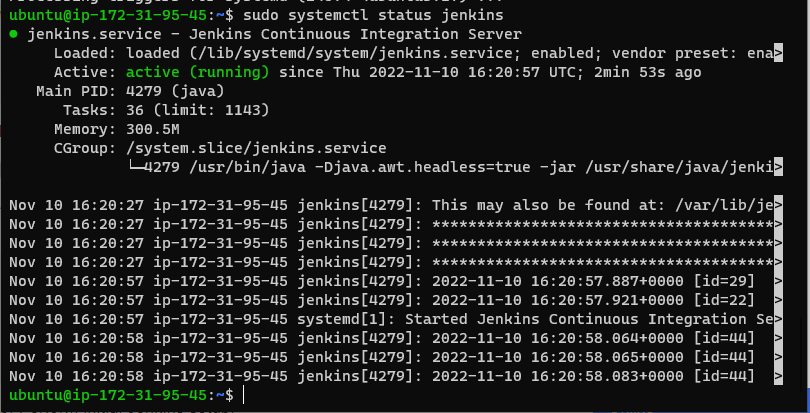 ubuntu@ip-172-31-95-45:~$ sudo systemctl status jenkins
● jenkins.service - Jenkins Continuous Integration Server
     Loaded: loaded (/lib/systemd/system/jenkins.service; enabled; vendor preset: ena>
     Active: active (running) since Thu 2022-11-10 16:20:57 UTC; 2min 53s ago
   Main PID: 4279 (java)
      Tasks: 36 (limit: 1143)
     Memory: 300.5M
     CGroup: /system.slice/jenkins.service
             └─4279 /usr/bin/java -Djava.awt.headless=true -jar /usr/share/java/jenki>

Nov 10 16:20:27 ip-172-31-95-45 jenkins[4279]: This may also be found at: /var/lib/je>
Nov 10 16:20:27 ip-172-31-95-45 jenkins[4279]: **************************************>
Nov 10 16:20:27 ip-172-31-95-45 jenkins[4279]: **************************************>
Nov 10 16:20:27 ip-172-31-95-45 jenkins[4279]: **************************************>
Nov 10 16:20:57 ip-172-31-95-45 jenkins[4279]: 2022-11-10 16:20:57.887+0000 [id=29]  >
Nov 10 16:20:57 ip-172-31-95-45 jenkins[4279]: 2022-11-10 16:20:57.921+0000 [id=22]  >
Nov 10 16:20:57 ip-172-31-95-45 systemd[1]: Started Jenkins Continuous Integration Se>
Nov 10 16:20:58 ip-172-31-95-45 jenkins[4279]: 2022-11-10 16:20:58.064+0000 [id=44]  >
Nov 10 16:20:58 ip-172-31-95-45 jenkins[4279]: 2022-11-10 16:20:58.065+0000 [id=44]  >
Nov 10 16:20:58 ip-172-31-95-45 jenkins[4279]: 2022-11-10 16:20:58.083+0000 [id=44]  >
ubuntu@ip-172-31-95-45:~$